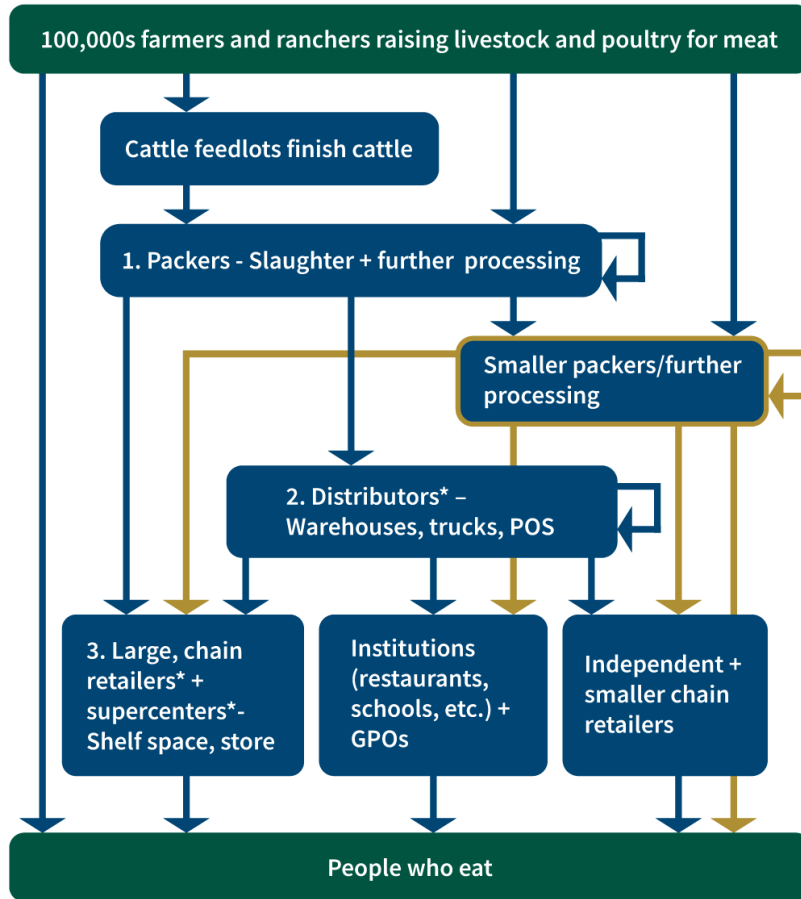 100,000s farmers and ranchers raising livestock and poultry for meat
Cattle feedlots finish cattle
1. Packers - Slaughter + further processing
Smaller packers/further
processing
2. Distributors* –
Warehouses, trucks, POS
3. Large, chain
retailers* +
supercenters*-
Shelf space, store
Institutions
(restaurants,
schools, etc.) +
GPOs
Independent +
smaller chain
retailers
People who eat